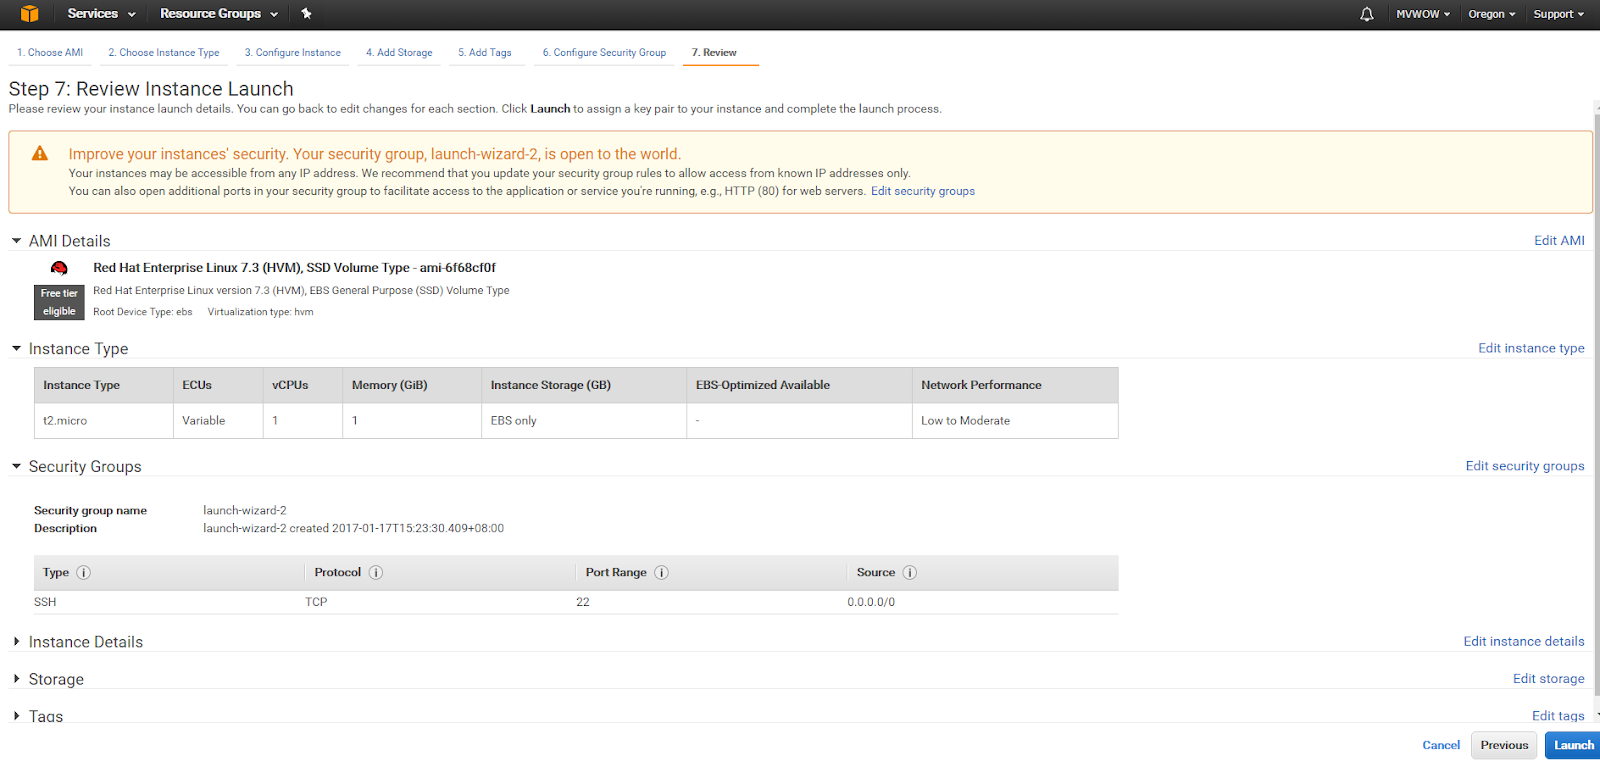 Services Resource Groups MVWOW Oregon Support
1. Choose AMI 2. Choose Instance Type 3. Configure Instance 4. Add Storage 5. Add Tags 6. Configure Security Group 7. Review
Step 7: Review Instance Launch
Please review your instance launch details. You can go back to edit changes for each section. Click Launch to assign a key pair to your instance and complete the launch process.
Improve your instances' security. Your security group, launch-wizard-2, is open to the world.
Your instances may be accessible from any IP address. We recommend that you update your security group rules to allow access from known IP addresses only.
You can also open additional ports in your security group to facilitate access to the application or service you're running, e.g., HTTP (80) for web servers. Edit security groups
AMI Details Edit AMI
Red Hat Enterprise Linux 7.3 (HVM), SSD Volume Type - ami-6f68cf0f
Free tier
eligible
Red Hat Enterprise Linux version 7.3 (HVM), EBS General Purpose (SSD) Volume Type
Root Device Type: ebs Virtualization type: hvm
Instance Type Edit instance type
Instance Type ECUs vCPUs Memory (GiB) Instance Storage (GB) EBS-Optimized Available Network Performance
t2.micro Variable 1 1 EBS only - Low to Moderate
Security Groups Edit security groups
Security group name launch-wizard-2
Description launch-wizard-2 created 2017-01-17T15:23:30.409+08:00
Type i Protocol i Port Range i Source i
SSH TCP 22 0.0.0.0/0
Instance Details Edit instance details
Storage Edit storage
Tags Edit tags
Cancel Previous Launch